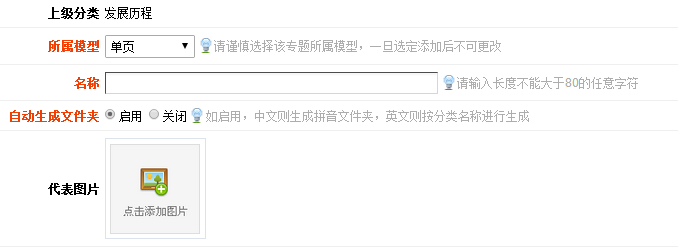 上级分类 发展历程
所属模型 单页 请谨慎选择该专题所属模型，一旦选定添加后不可更改
名称 请输入长度不能大于80的任意字符
自动生成文件夹 启用 关闭 如启用，中文则生成拼音文件夹，英文则按分类名称进行生成
代表图片 点击添加图片